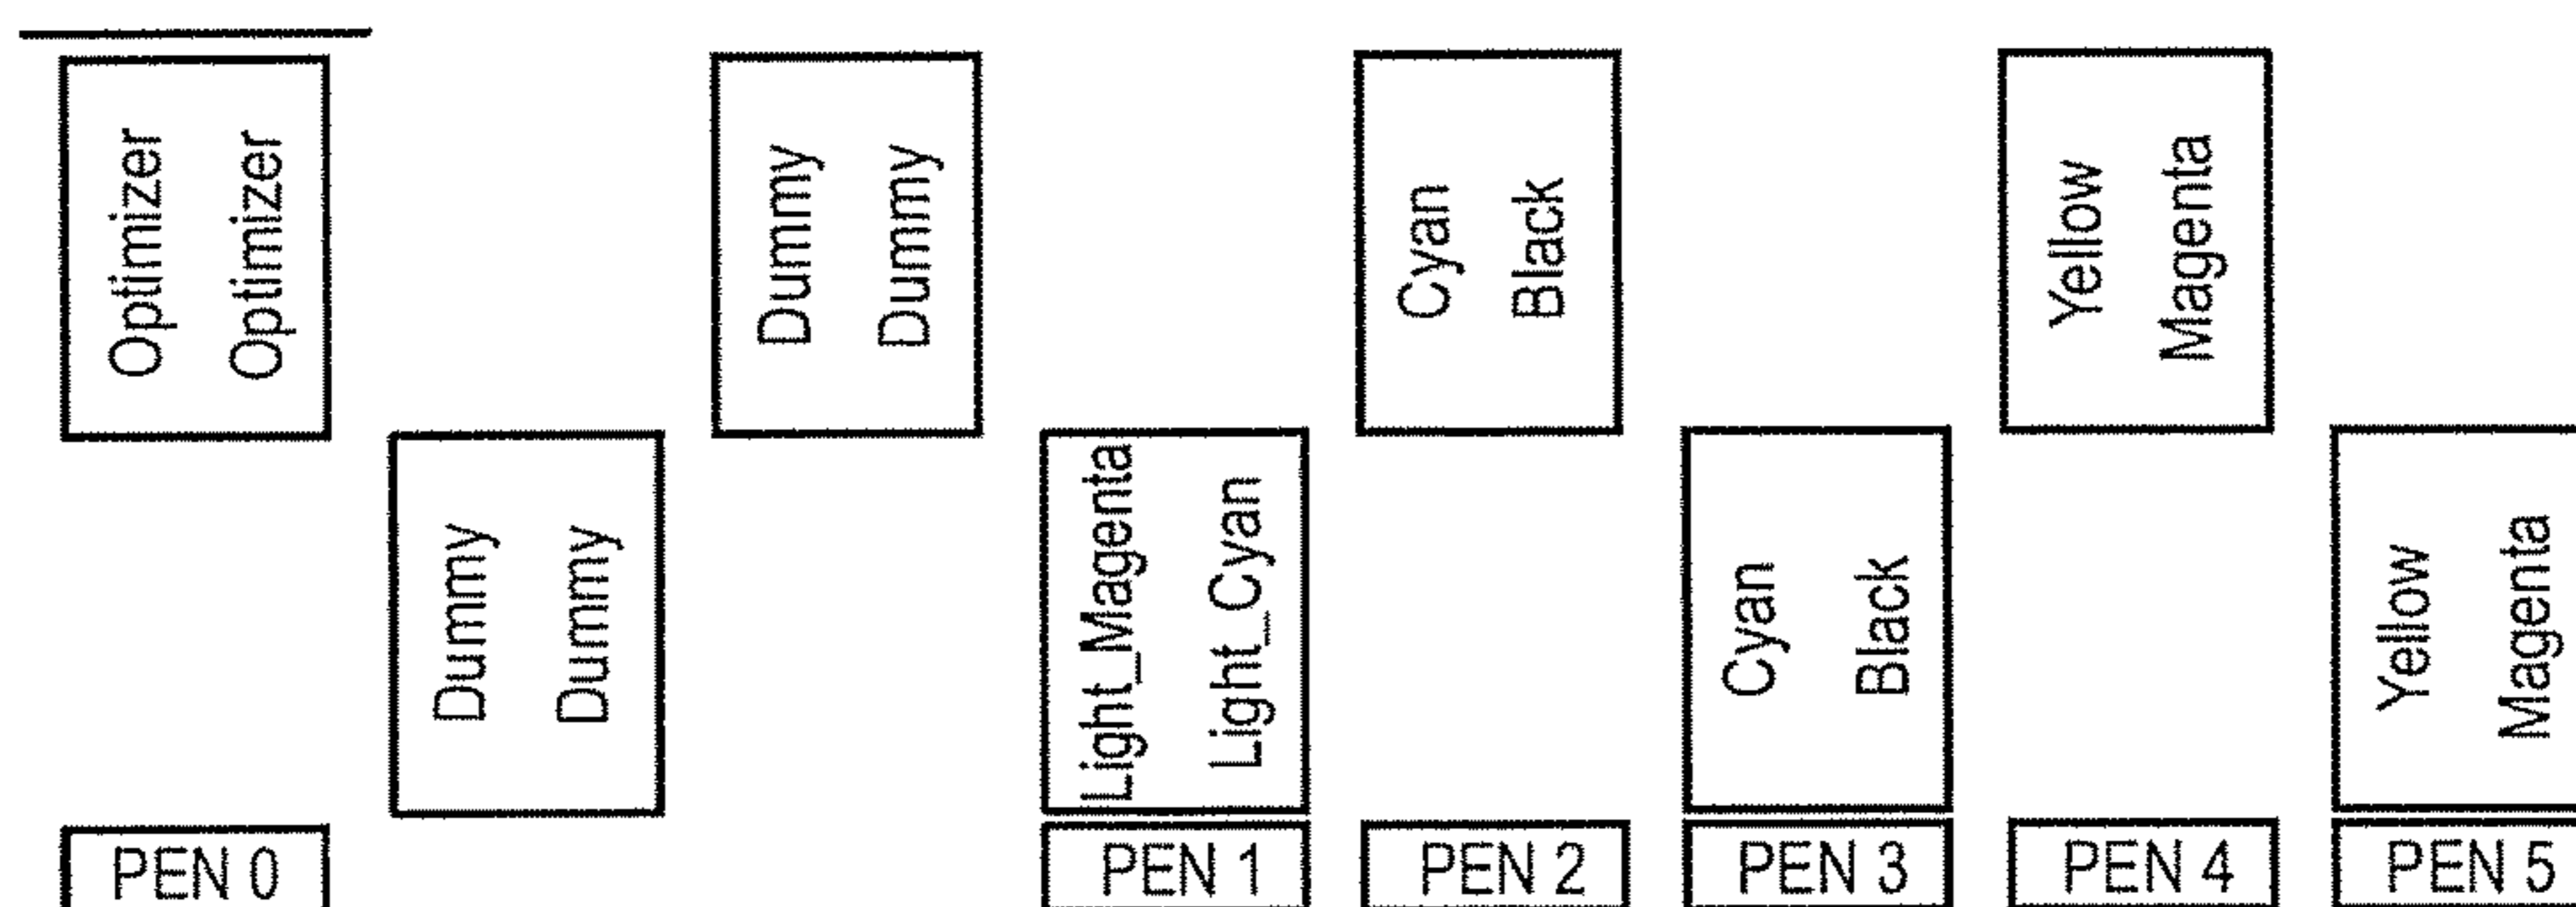 Optimizer
Optimizer
Dummy
Dummy
Cyan
Black
Yellow
Magenta
Dummy
Dummy
Light_Magenta
Light_Cyan
Cyan
Black
Yellow
Magenta
PEN 0
PEN 1
PEN 2
PEN 3
PEN 4
PEN 5